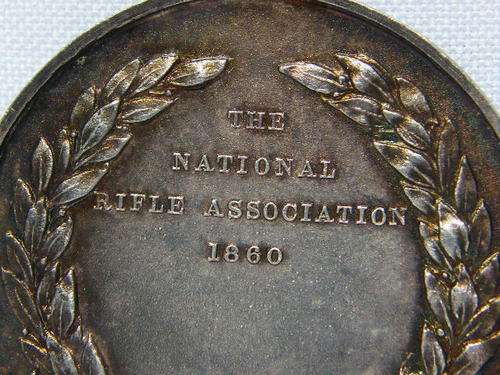 THE
NATIONAL
RIFLE ASSOCIATION
1860